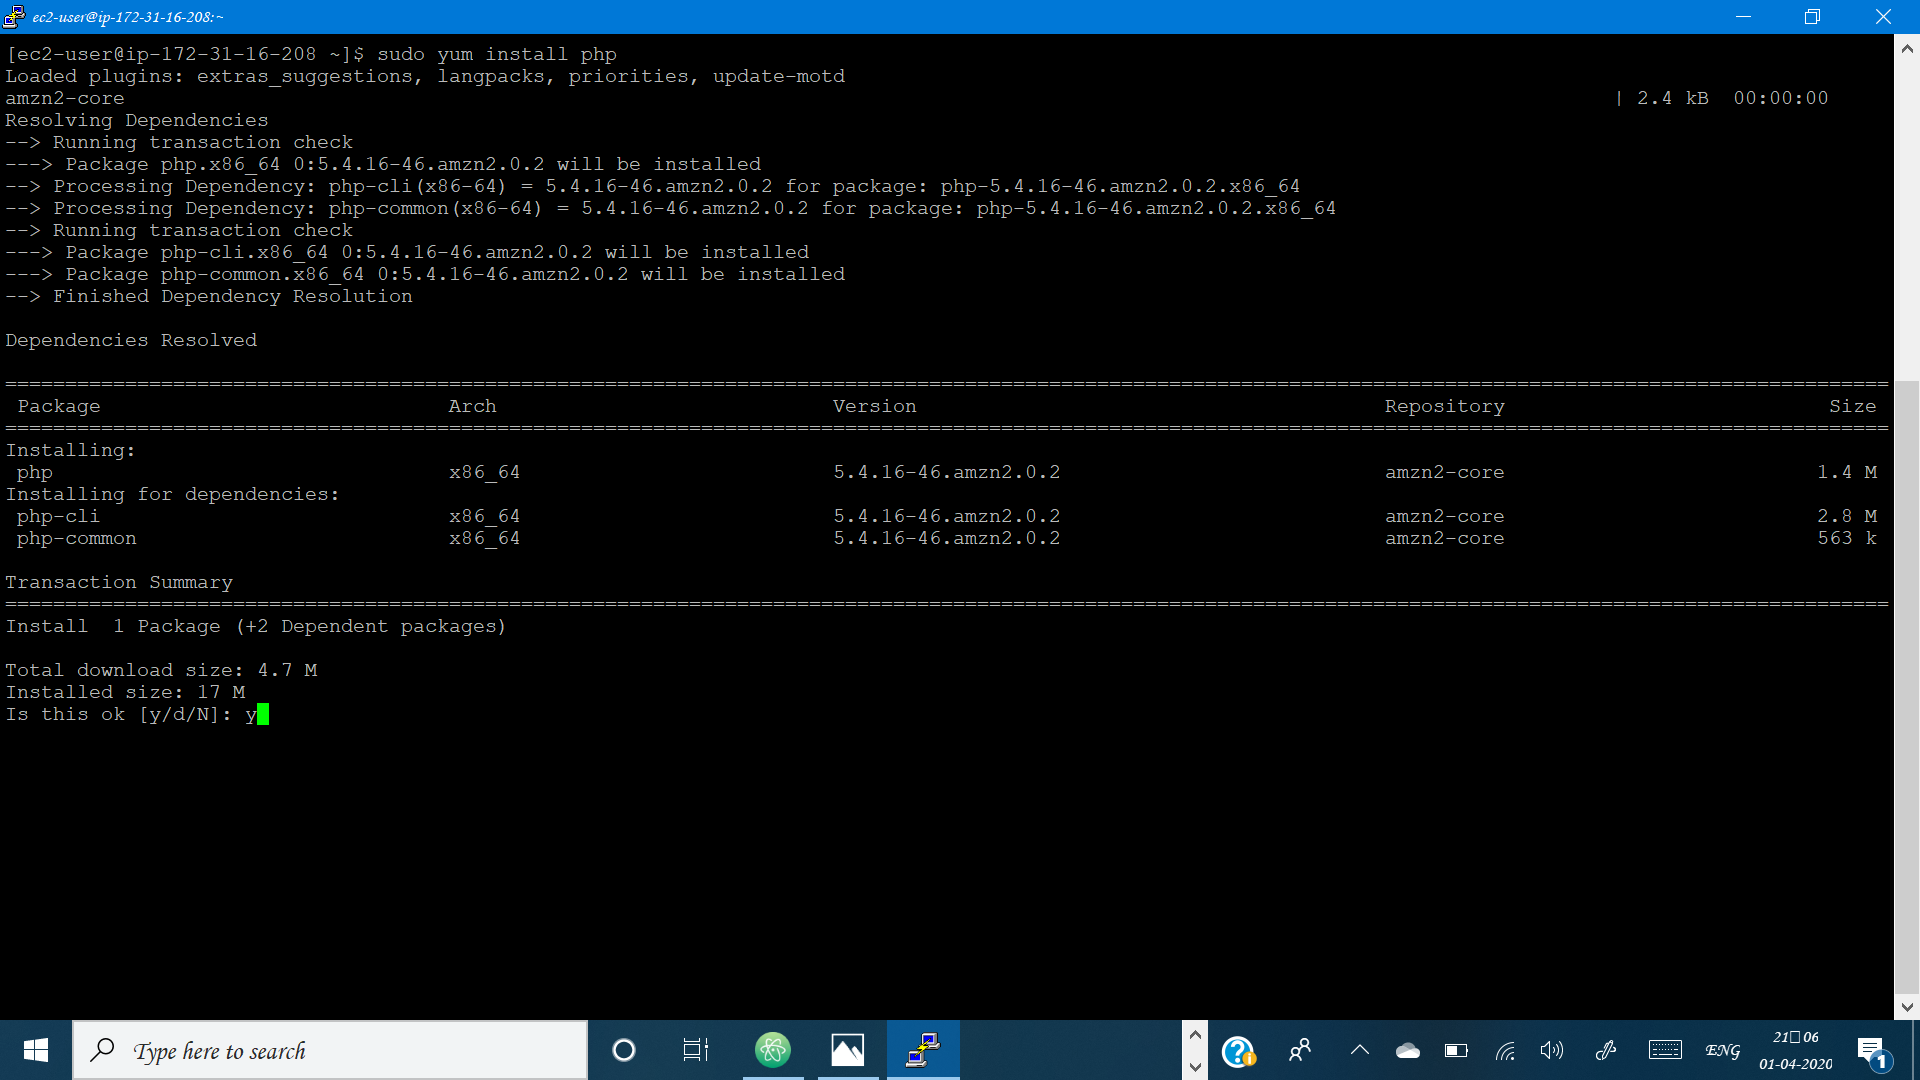 ec2-user@ip-172-31-16-208:~
[ec2-user@ip-172-31-16-208 ~]$ sudo yum install php
Loaded plugins: extras_suggestions, langpacks, priorities, update-motd
amzn2-core | 2.4 kB 00:00:00
Resolving Dependencies
--> Running transaction check
---> Package php.x86_64 0:5.4.16-46.amzn2.0.2 will be installed
--> Processing Dependency: php-cli(x86-64) = 5.4.16-46.amzn2.0.2 for package: php-5.4.16-46.amzn2.0.2.x86_64
--> Processing Dependency: php-common(x86-64) = 5.4.16-46.amzn2.0.2 for package: php-5.4.16-46.amzn2.0.2.x86_64
--> Running transaction check
---> Package php-cli.x86_64 0:5.4.16-46.amzn2.0.2 will be installed
---> Package php-common.x86_64 0:5.4.16-46.amzn2.0.2 will be installed
--> Finished Dependency Resolution
Dependencies Resolved
Package Arch Version Repository Size
Installing:
php x86_64 5.4.16-46.amzn2.0.2 amzn2-core 1.4 M
Installing for dependencies:
php-cli x86_64 5.4.16-46.amzn2.0.2 amzn2-core 2.8 M
php-common x86_64 5.4.16-46.amzn2.0.2 amzn2-core 563 k
Transaction Summary
Install 1 Package (+2 Dependent packages)
Total download size: 4.7 M
Installed size: 17 M
Is this ok [y/d/N]: y
Type here to search
ENG
21▯06
01-04-2020
1